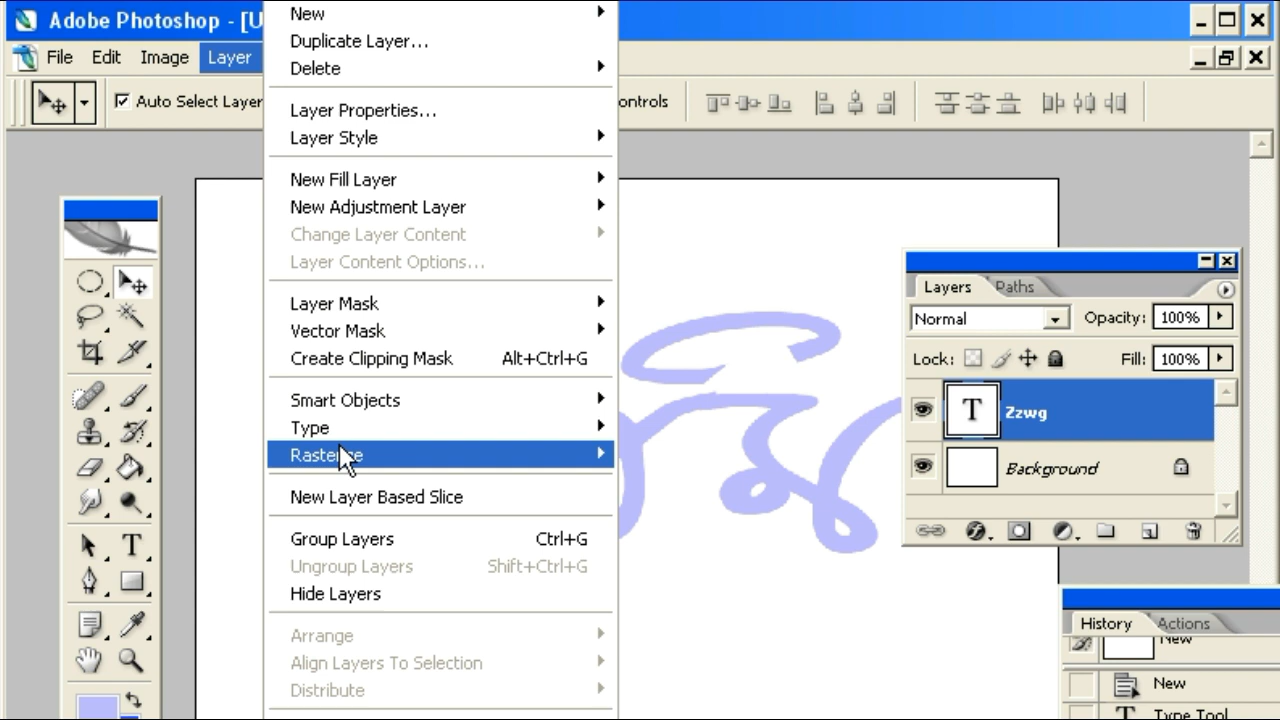 Adobe Photoshop - [U
File Edit Image Layer
Auto Select Layer
ontrols
New
Duplicate Layer...
Delete
Layer Properties...
Layer Style
New Fill Layer
New Adjustment Layer
Change Layer Content
Layer Content Options...
Layer Mask
Vector Mask
Create Clipping Mask Alt+Ctrl+G
Smart Objects
Type
Rasterize
New Layer Based Slice
Group Layers Ctrl+G
Ungroup Layers Shift+Ctrl+G
Hide Layers
Arrange
Align Layers To Selection
Distribute
Layers Paths
Normal Opacity: 100%
Lock: Fill: 100%
T Zzwg
Background
History Actions
New
New
Type Tool